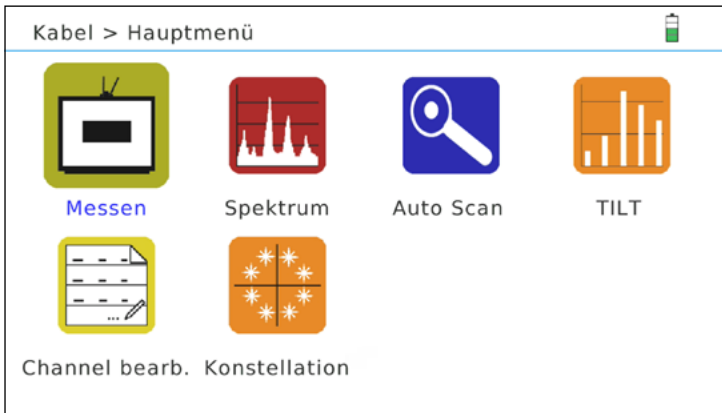 Kabel > Hauptmenü
Messen Spektrum Auto Scan TILT
Channel bearb. Konstellation